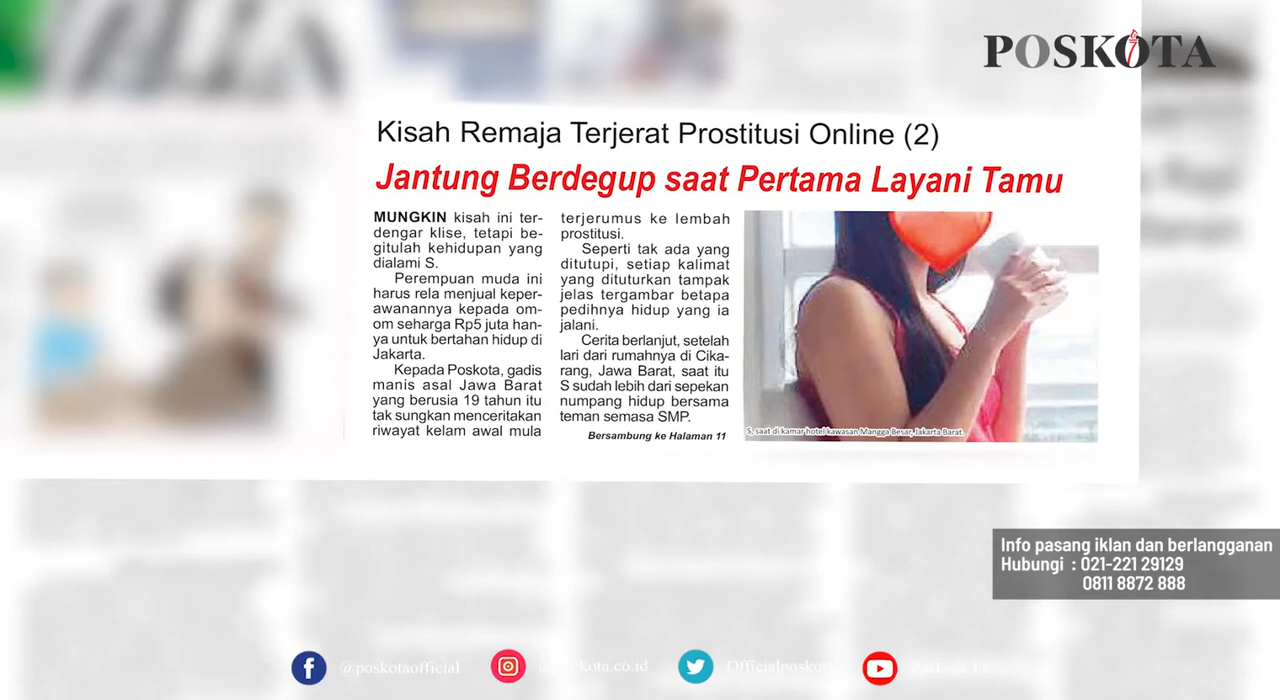 POSKOTA
Kisah Remaja Terjerat Prostitusi Online (2)
Jantung Berdegup saat Pertama Layani Tamu
MUNGKIN kisah ini ter-
dengar klise, tetapi be-
gitulah kehidupan yang
dialami S.
Perempuan muda ini
harus rela menjual keper-
awanannya kepada om-
om seharga Rp5 juta han-
ya untuk bertahan hidup di
Jakarta.
Kepada Poskota, gadis
manis asal Jawa Barat
yang berusia 19 tahun itu
tak sungkan menceritakan
riwayat kelam awal mula
terjerumus ke lembah
prostitusi.
Seperti tak ada yang
ditutupi, setiap kalimat
yang dituturkan tampak
jelas tergambar betapa
pedihnya hidup yang ia
jalani.
Cerita berlanjut, setelah
lari dari rumahnya di Cika-
rang, Jawa Barat, saat itu
S sudah lebih dari sepekan
numpang hidup bersama
teman semasa SMP.
Bersambung ke Halaman 11
S, saat di kamar hotel kawasan Mangga Besar, Jakarta Barat.
Info pasang iklan dan berlangganan
Hubungi : 021-221 29129
0811 8872 888
@poskotaofficial